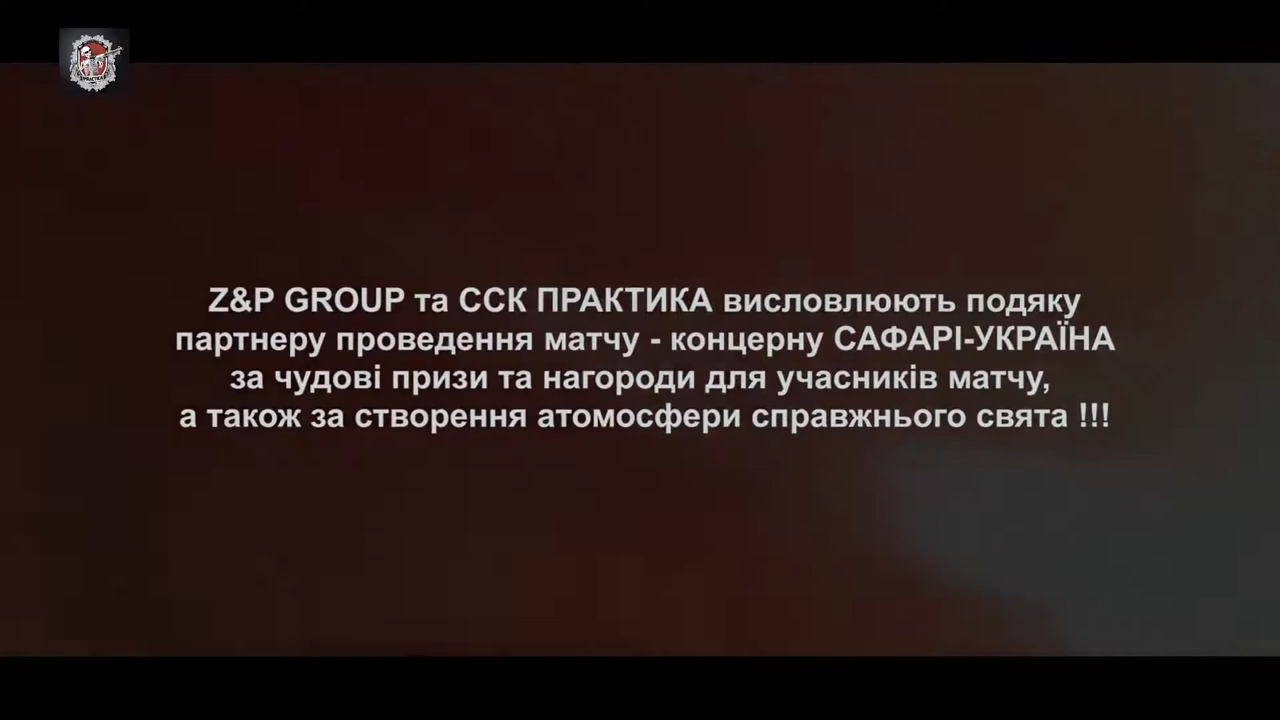 PRACTICA
Z&P GROUP та ССК ПРАКТИКА висловлюють подяку
партнеру проведення матчу - концерну САФАРІ-УКРАЇНА
за чудові призи та нагороди для учасників матчу,
а також за створення атомосфери справжнього свята !!!